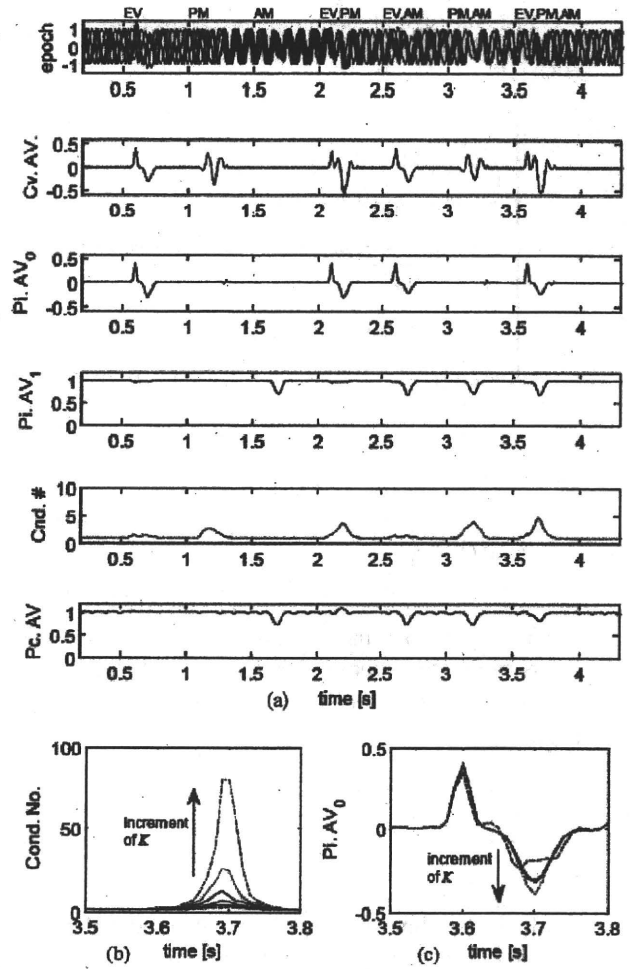 EV PM AM EV,PM EV,AM PM,AM EV,PM,AM
epoch
1
0
-1
0.5 1 1.5 2 2.5 3 3.5 4
Cv. AV.
0.5
0
-0.5
0.5 1 1.5 2 2.5 3 3.5 4
Pi. AV0
0.5
0
-0.5
0.5 1 1.5 2 2.5 3 3.5 4
Pi. AV1
1
0.5
0
0.5 1 1.5 2 2.5 3 3.5 4
Cnd. #
10
5
0
0.5 1 1.5 2 2.5 3 3.5 4
Pc. AV
1
0.5
0
0.5 1 1.5 2 2.5 3 3.5 4
(a) time [s]
Cond. No.
100
50
0
increment
of K
3.5 3.6 3.7 3.8
(b) time [s]
Pi. AV0
0.5
0
-0.5
increment
of K
3.5 3.6 3.7 3.8
(c) time [s]